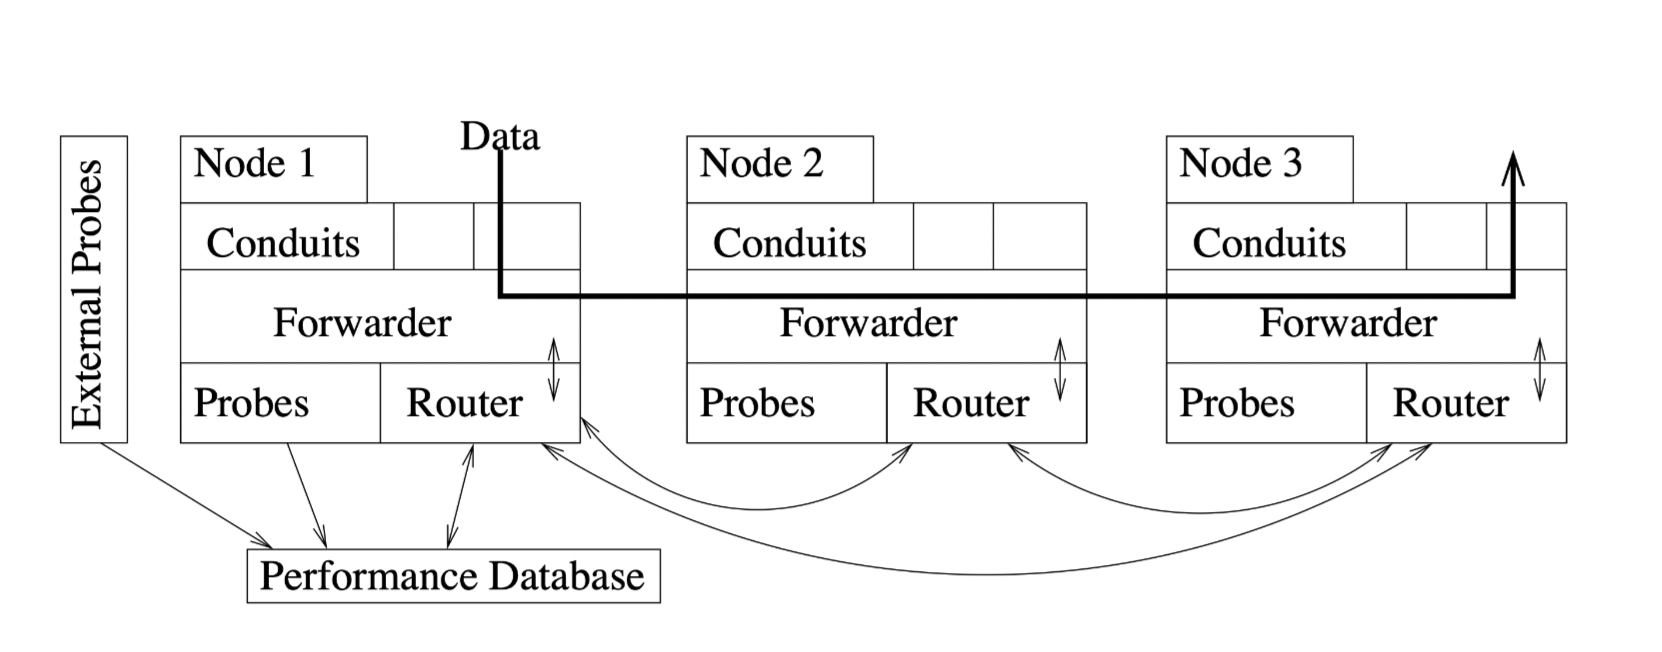 External Probes
Data
Node 1
Conduits
Forwarder
Probes
Router
Node 2
Conduits
Forwarder
Probes
Router
Node 3
Conduits
Forwarder
Probes
Router
Performance Database